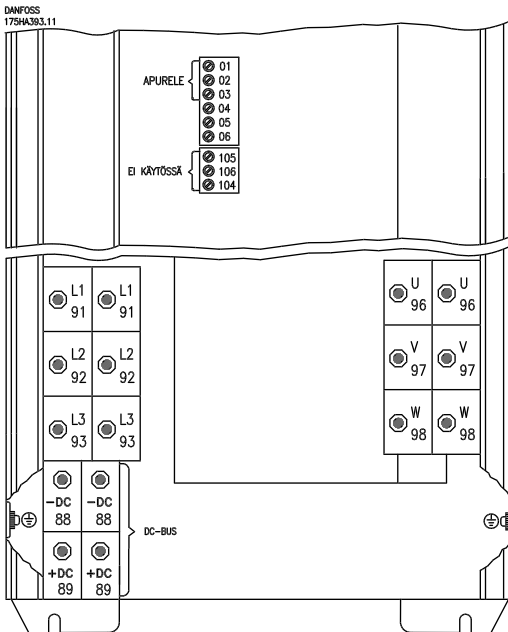 DANFOSS
175HA393.11
APURELE
01
02
03
04
05
06
EI KÄYTÖSSÄ
105
106
104
L1 91
L1 91
L2 92
L2 92
L3 93
L3 93
-DC 88
-DC 88
+DC 89
+DC 89
DC-BUS
U 96
U 96
V 97
V 97
W 98
W 98